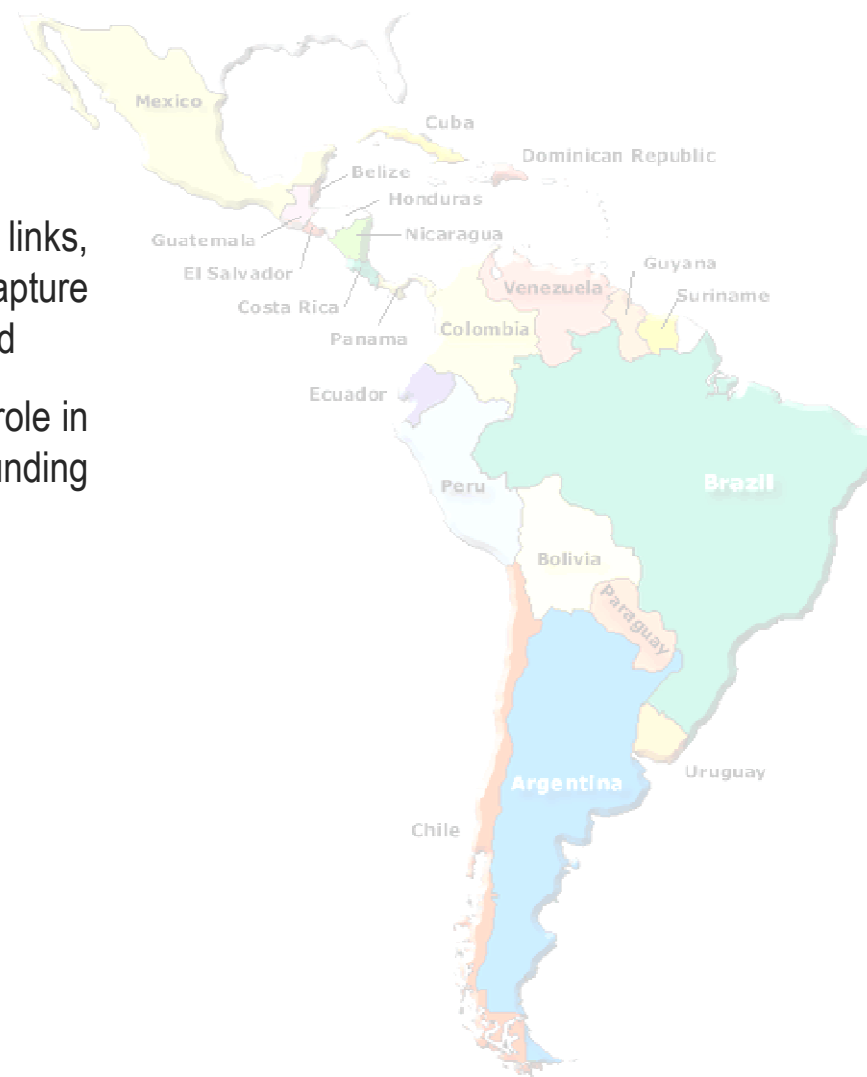 links,
apture
d
role in
unding
Mexico
Cuba
Dominican Republic
Belize
Honduras
Guatemala
Nicaragua
El Salvador
Guyana
Costa Rica
Venezuela
Suriname
Panama
Colombia
Ecuador
Peru
Brazil
Bolivia
Paraguay
Uruguay
Argentina
Chile